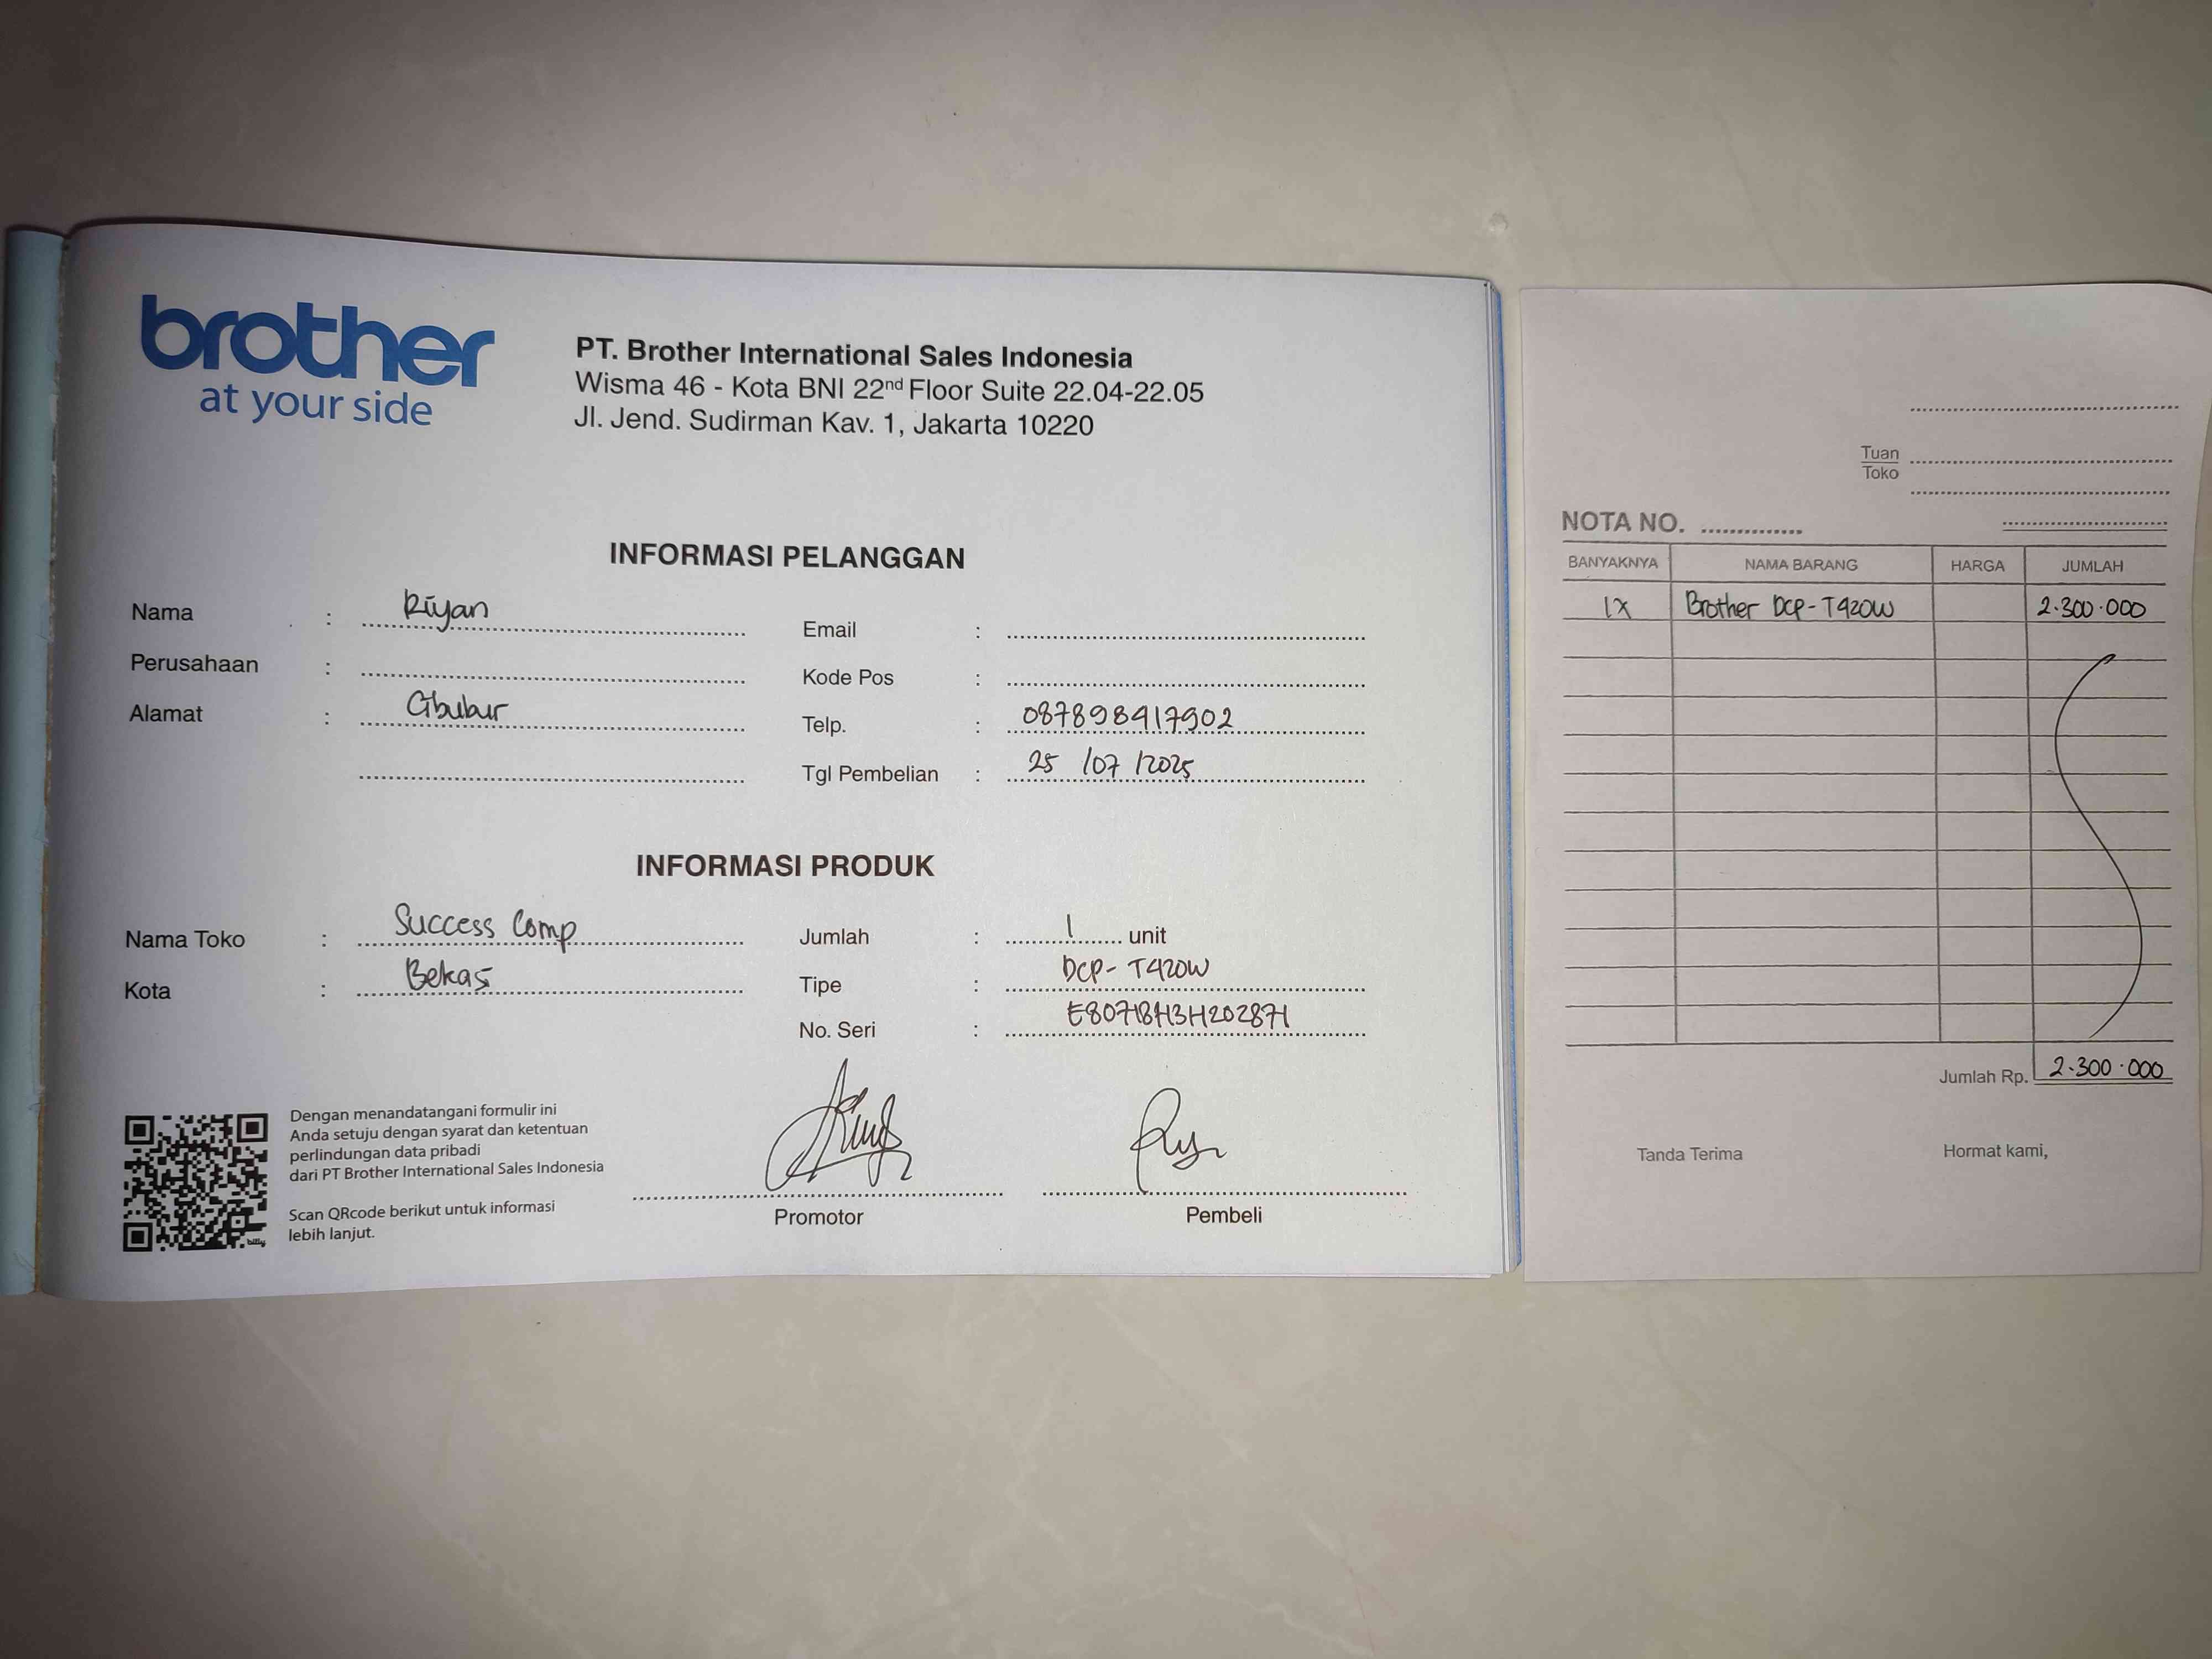 brother
at your side
PT. Brother International Sales Indonesia
Wisma 46 - Kota BNI 22nd Floor Suite 22.04-22.05
Jl. Jend. Sudirman Kav. 1, Jakarta 10220
INFORMASI PELANGGAN
Nama : Riyan
Perusahaan :
Alamat : Cibubur
Email :
Kode Pos :
Telp. : 087898417902
Tgl Pembelian : 25 /07 /2025
INFORMASI PRODUK
Nama Toko : Success Comp
Kota : Bekasi
Jumlah : 1 unit
Tipe : DCP-T420W
No. Seri :
Dengan menandatangani formulir ini
Anda setuju dengan syarat dan ketentuan
perlindungan data pribadi
dari PT Brother International Sales Indonesia
Scan QRcode berikut untuk informasi
lebih lanjut.
bitly
Promotor
Pembeli
Tuan
Toko
NOTA NO.
BANYAKNYA NAMA BARANG HARGA JUMLAH
1X Brother DCP-T420W 2.300.000
Jumlah Rp. 2.300.000
Tanda Terima Hormat kami,